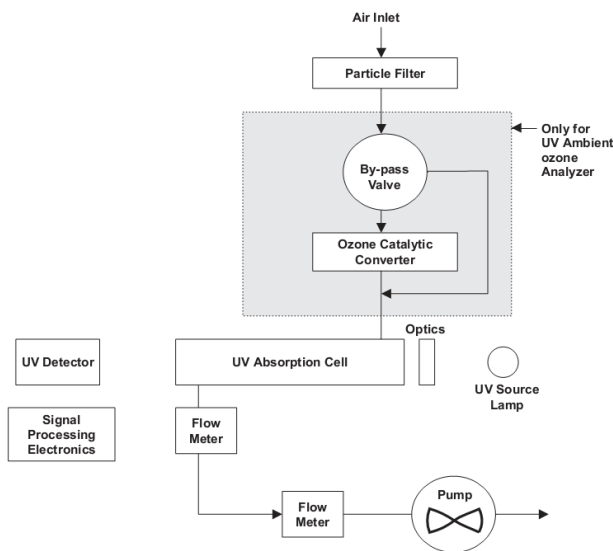 Air Inlet
Particle Filter
Only for
UV Ambient
ozone
Analyzer
By-pass
Valve
Ozone Catalytic
Converter
Optics
UV Detector
UV Absorption Cell
UV Source
Lamp
Signal
Processing
Electronics
Flow
Meter
Flow
Meter
Pump